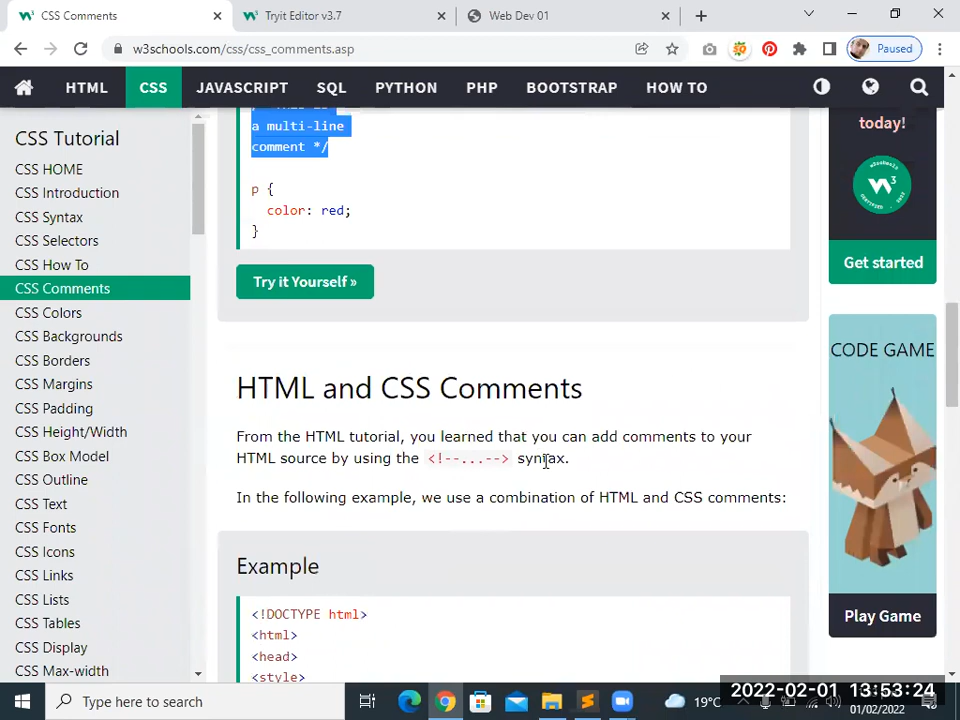 CSS Comments
Tryit Editor v3.7
Web Dev 01
w3schools.com/css/css_comments.asp
Paused
HTML
CSS
JAVASCRIPT
SQL
PYTHON
PHP
BOOTSTRAP
HOW TO
CSS Tutorial
CSS HOME
CSS Introduction
CSS Syntax
CSS Selectors
CSS How To
CSS Comments
CSS Colors
CSS Backgrounds
CSS Borders
CSS Margins
CSS Padding
CSS Height/Width
CSS Box Model
CSS Outline
CSS Text
CSS Fonts
CSS Icons
CSS Links
CSS Lists
CSS Tables
CSS Display
CSS Max-width
a multi-line
comment */
p {
color: red;
}
Try it Yourself »
HTML and CSS Comments
From the HTML tutorial, you learned that you can add comments to your
HTML source by using the <!--...--> syntax.
In the following example, we use a combination of HTML and CSS comments:
Example
<!DOCTYPE html>
<html>
<head>
<style>
today!
Get started
CODE GAME
Play Game
Type here to search
19°C
2022-02-01 13:53:24
01/02/2022